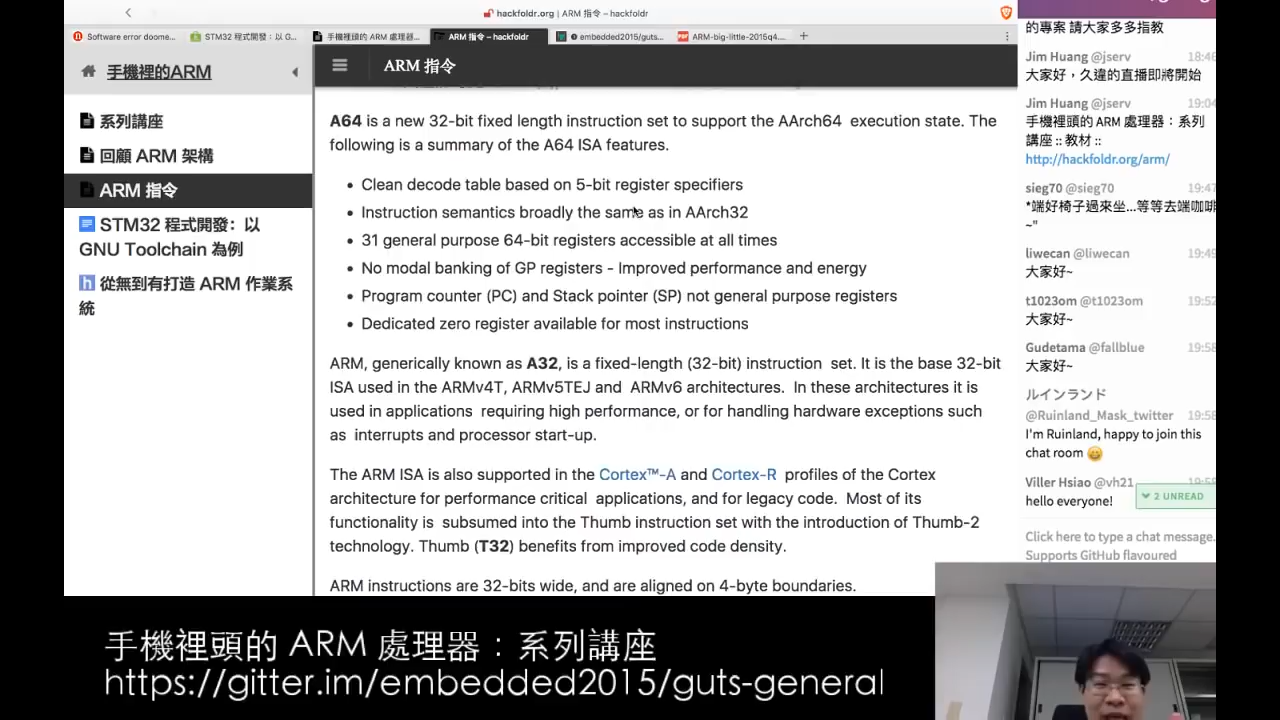 hackfoldr.org | ARM 指令 – hackfoldr
Software error doome...
STM32 程式開發：以 G...
手機裡的 ARM 處理器...
ARM 指令 – hackfoldr
embedded2015/guts...
ARM-big-little-2015q4...
手機裡的ARM
系列講座
回顧 ARM 架構
ARM 指令
STM32 程式開發：以
GNU Toolchain 為例
從無到有打造 ARM 作業系
統
ARM 指令
A64 is a new 32-bit fixed length instruction set to support the AArch64 execution state. The
following is a summary of the A64 ISA features.
• Clean decode table based on 5-bit register specifiers
• Instruction semantics broadly the same as in AArch32
• 31 general purpose 64-bit registers accessible at all times
• No modal banking of GP registers - Improved performance and energy
• Program counter (PC) and Stack pointer (SP) not general purpose registers
• Dedicated zero register available for most instructions
ARM, generically known as A32, is a fixed-length (32-bit) instruction set. It is the base 32-bit
ISA used in the ARMv4T, ARMv5TEJ and ARMv6 architectures. In these architectures it is
used in applications requiring high performance, or for handling hardware exceptions such
as interrupts and processor start-up.
The ARM ISA is also supported in the Cortex™-A and Cortex-R profiles of the Cortex
architecture for performance critical applications, and for legacy code. Most of its
functionality is subsumed into the Thumb instruction set with the introduction of Thumb-2
technology. Thumb (T32) benefits from improved code density.
ARM instructions are 32-bits wide, and are aligned on 4-byte boundaries.
的專案 請大家多多指教
Jim Huang @jserv 18:46
大家好，久違的直播即將開始
Jim Huang @jserv 19:04
手機裡頭的 ARM 處理器：系列
講座 :: 教材 ::
http://hackfoldr.org/arm/
sieg70 @sieg70 19:47
*端好椅子過來坐...等等去端咖啡
~"
liwecan @liwecan 19:49
大家好~
t1023om @t1023om 19:52
大家好~
Gudetama @fallblue 19:58
大家好~
ルインランド
@Ruinland_Mask_twitter 19:58
I'm Ruinland, happy to join this
chat room
Viller Hsiao @vh21
hello everyone!
2 UNREAD
Click here to type a chat message.
Supports GitHub flavoured
手機裡頭的 ARM 處理器：系列講座
https://gitter.im/embedded2015/guts-general